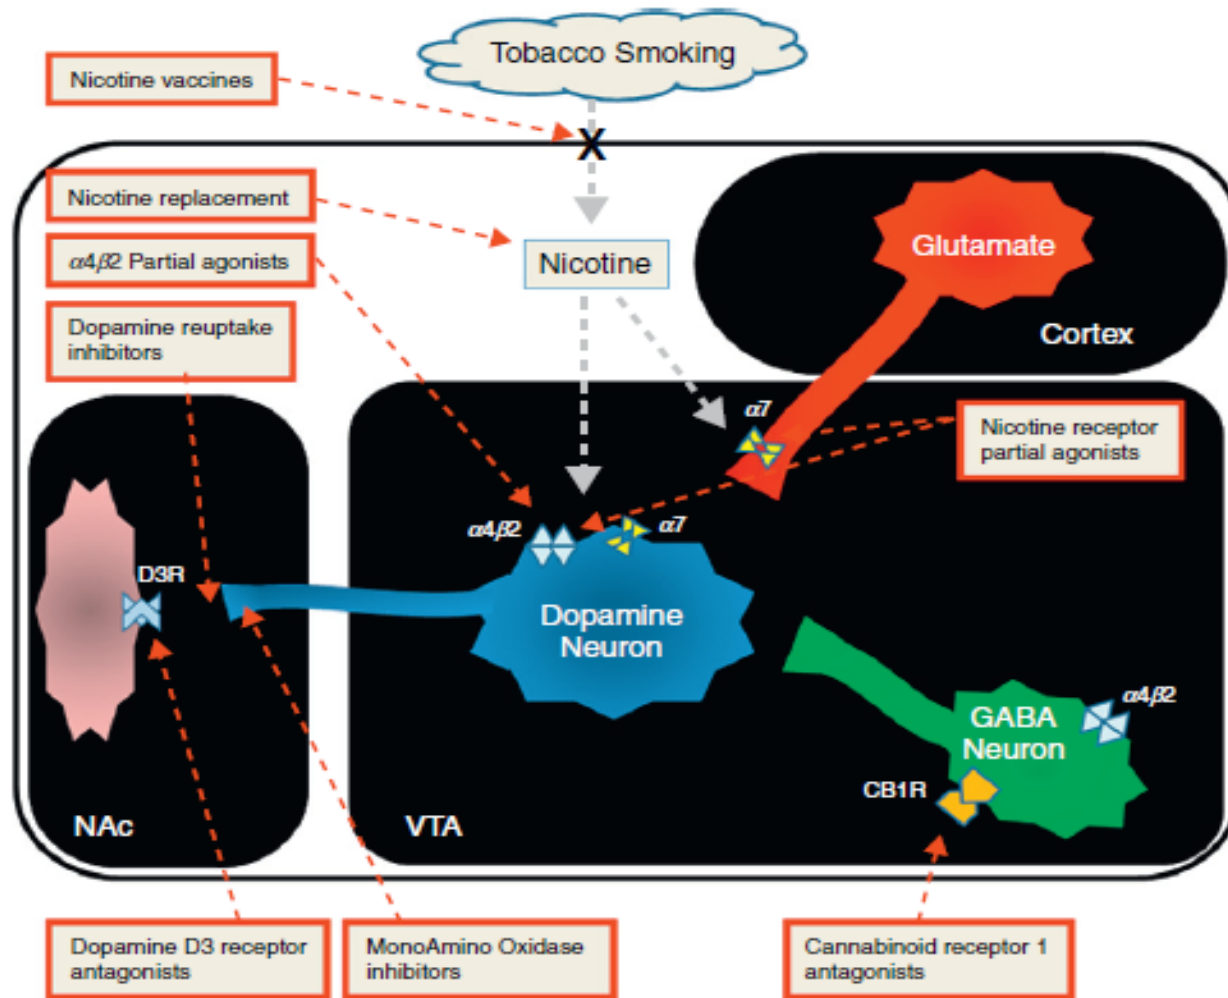 Tobacco Smoking
Nicotine vaccines
X
Nicotine replacement
α4β2 Partial agonists
Nicotine
Glutamate
Dopamine reuptake
inhibitors
Cortex
α7
Nicotine receptor
partial agonists
α4β2
α7
D3R
Dopamine
Neuron
α4β2
GABA
Neuron
CB1R
NAc
VTA
Dopamine D3 receptor
antagonists
MonoAmino Oxidase
inhibitors
Cannabinoid receptor 1
antagonists